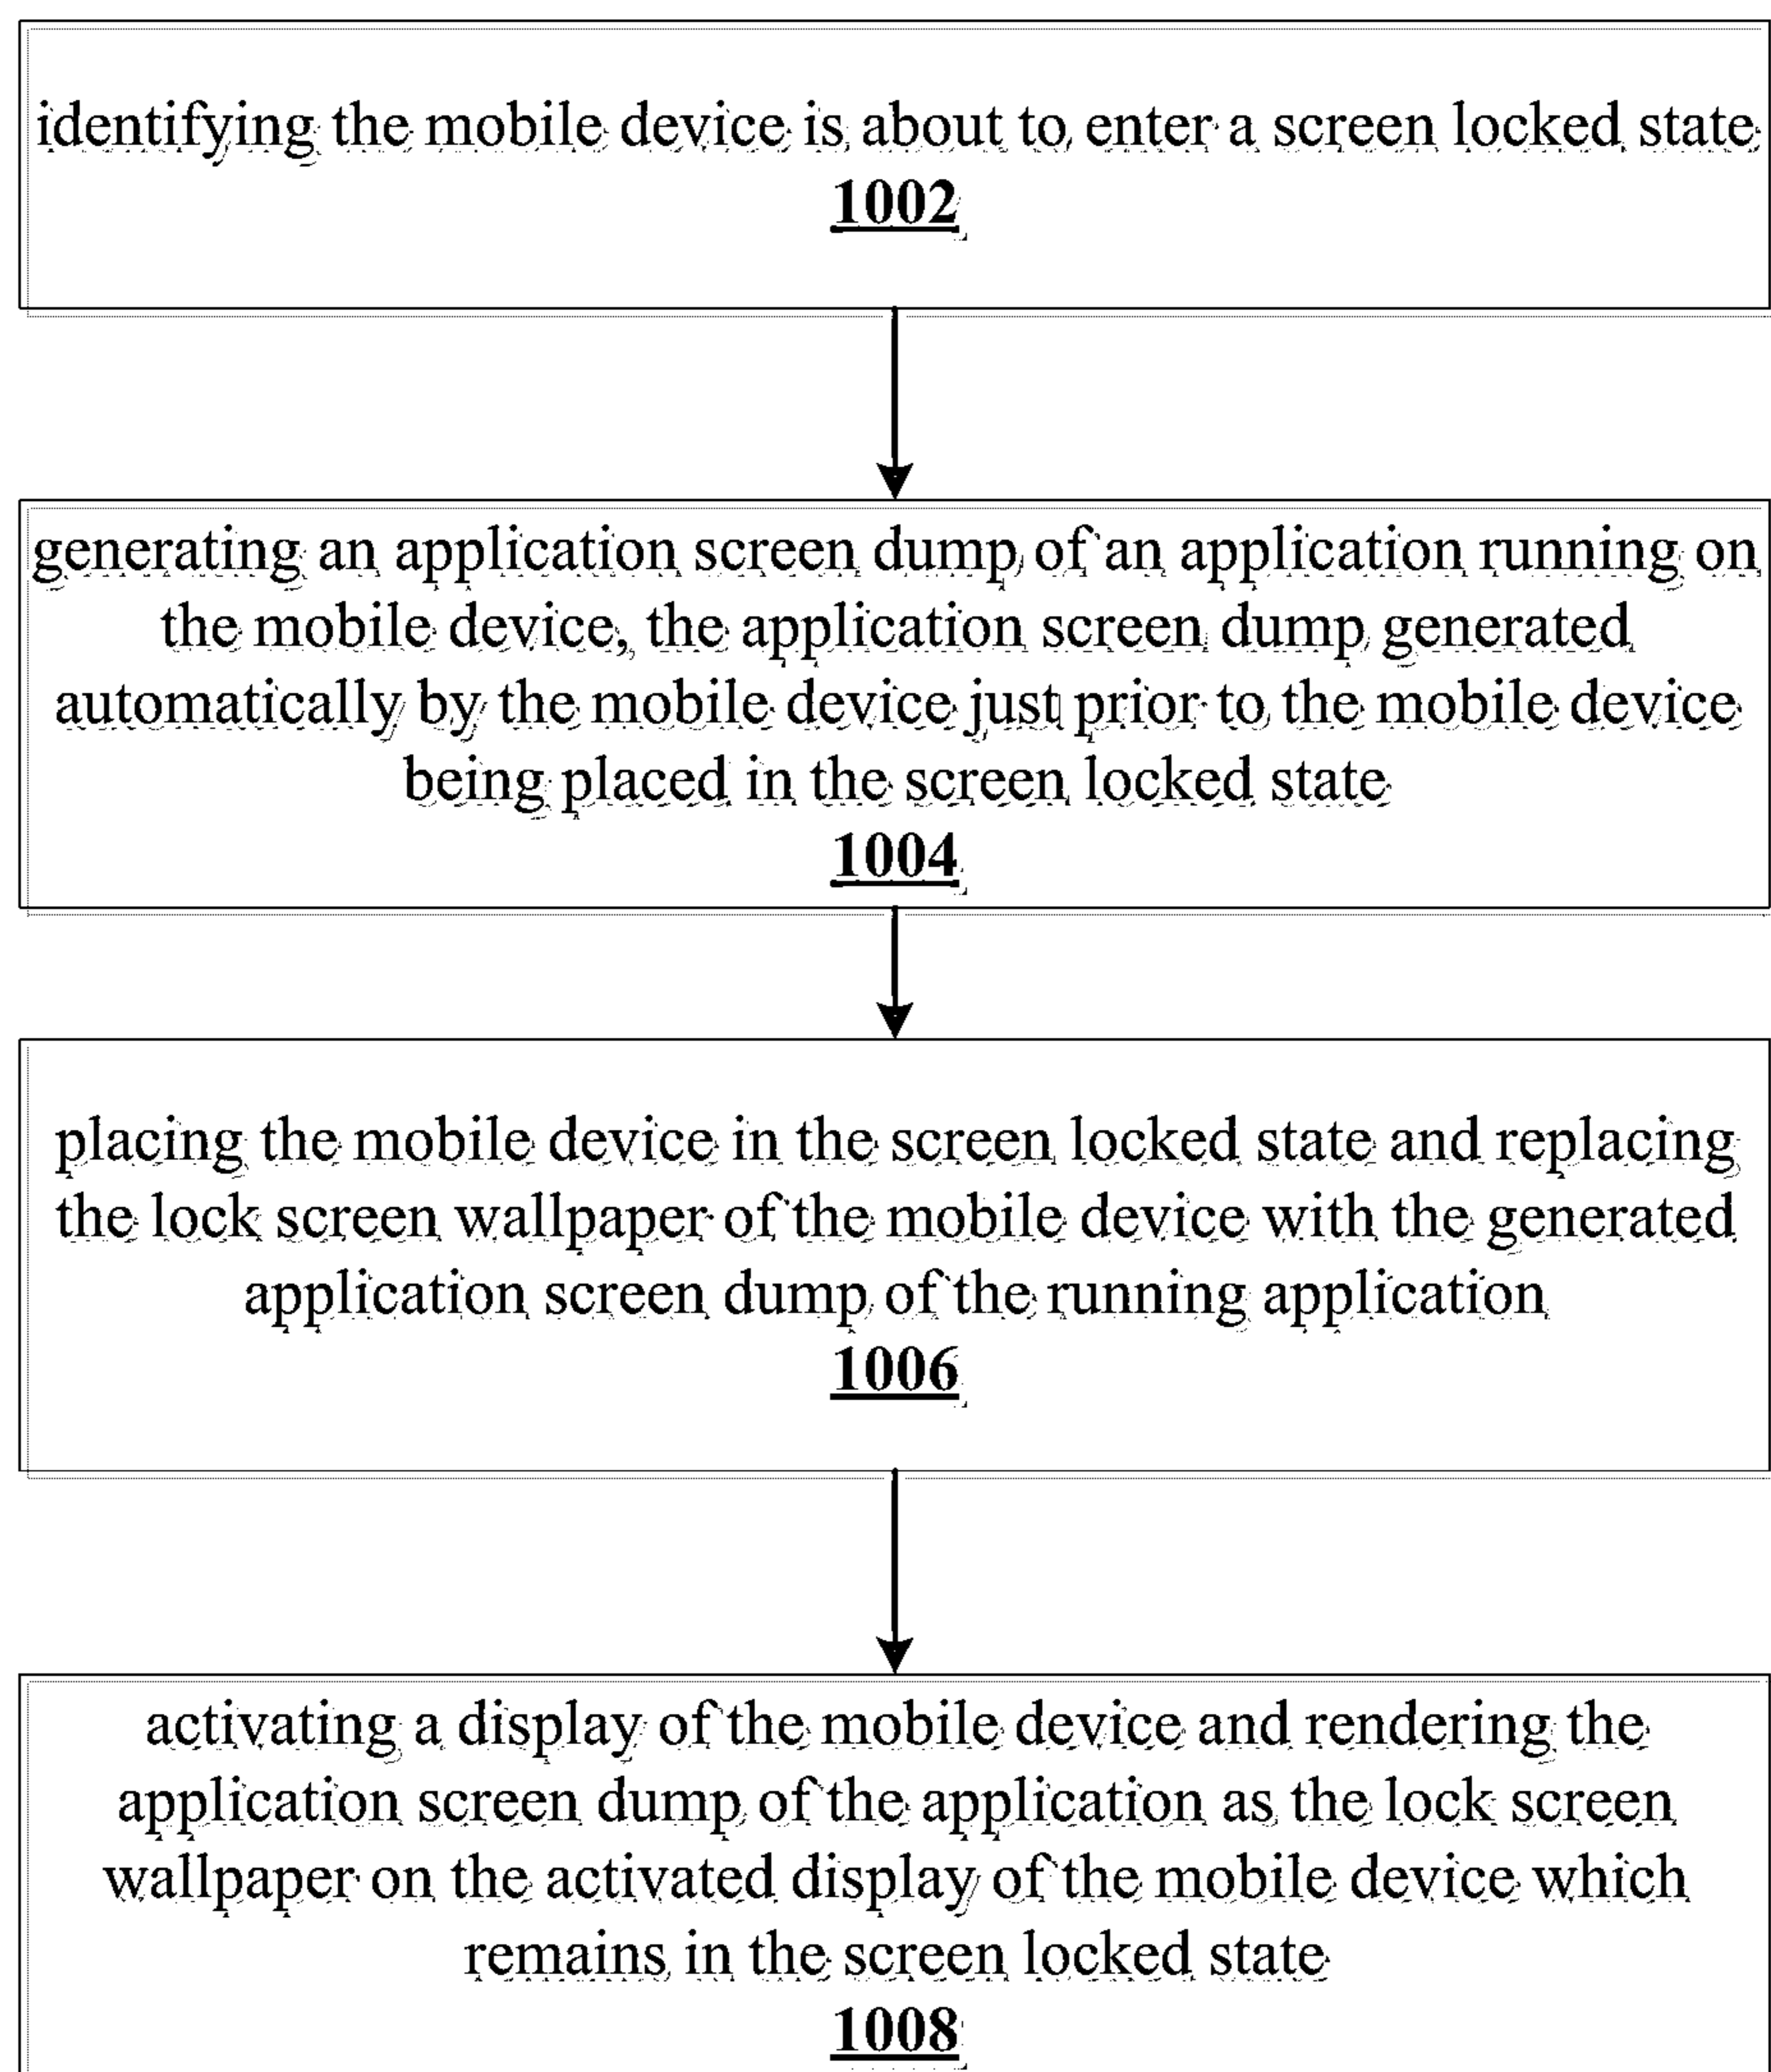 identifying the mobile device is about to enter a screen locked state
1002
generating an application screen dump of an application running on
the mobile device, the application screen dump generated
automatically by the mobile device just prior to the mobile device
being placed in the screen locked state
1004
placing the mobile device in the screen locked state and replacing
the lock screen wallpaper of the mobile device with the generated
application screen dump of the running application
1006
activating a display of the mobile device and rendering the
application screen dump of the application as the lock screen
wallpaper on the activated display of the mobile device which
remains in the screen locked state
1008